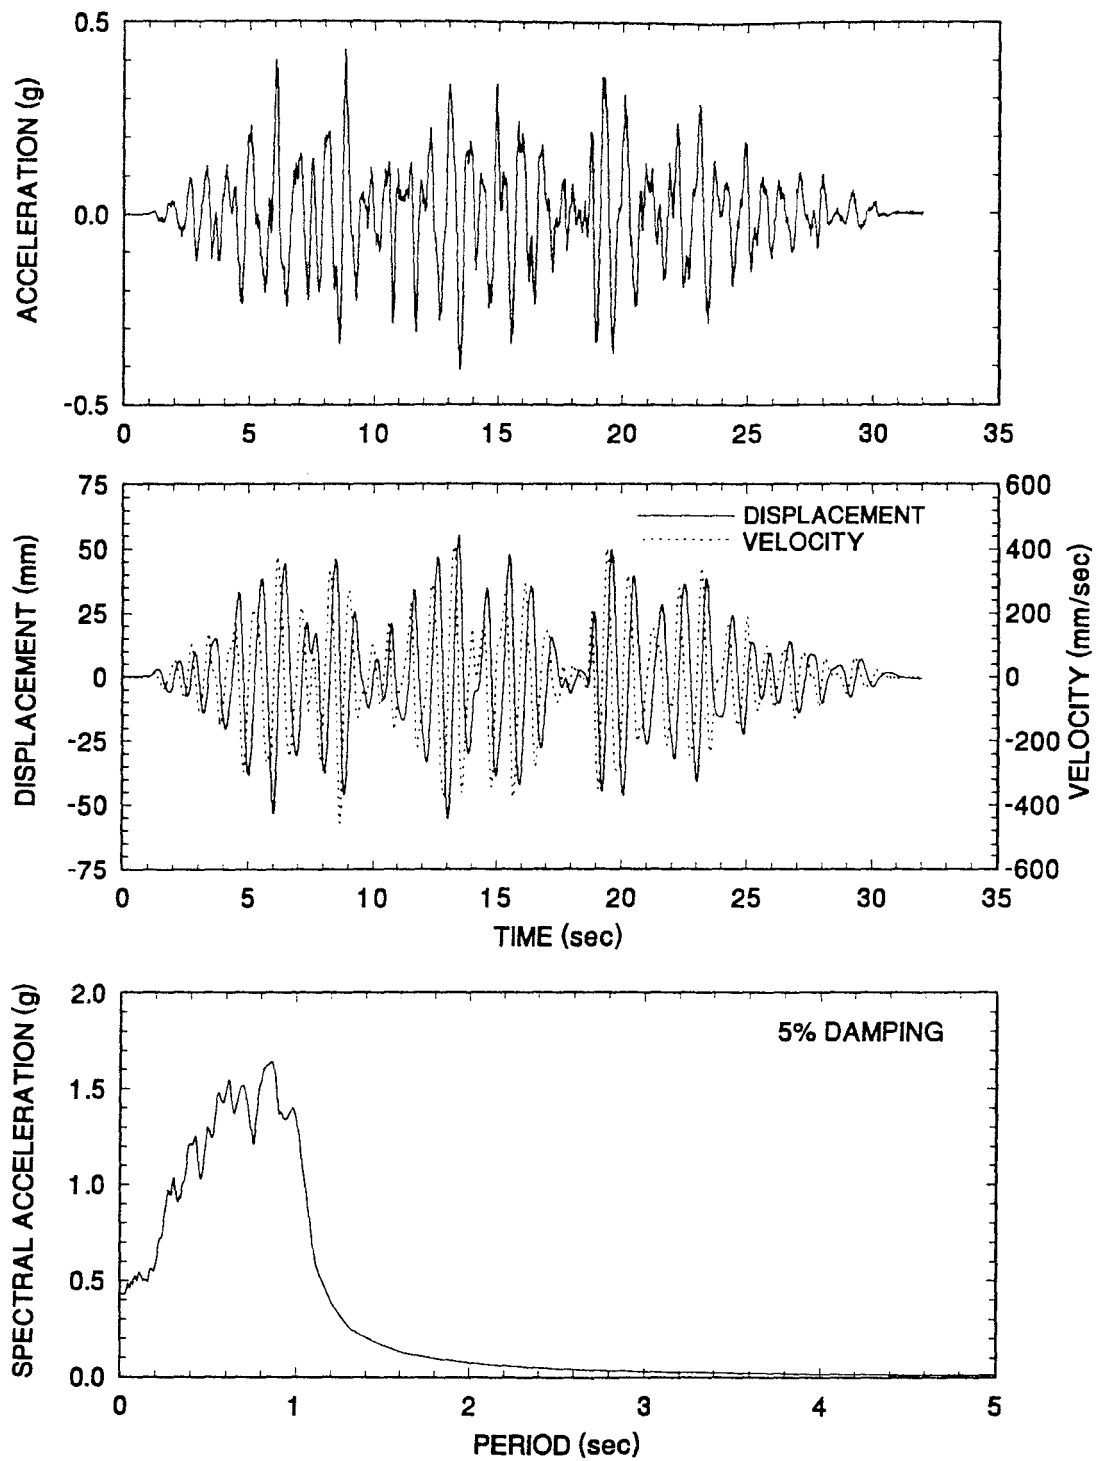 ACCELERATION (g)
0.5
0.0
-0.5
0 5 10 15 20 25 30 35
DISPLACEMENT (mm)
75
50
25
0
-25
-50
-75
DISPLACEMENT
VELOCITY
600
400
200
0
-200
-400
-600
VELOCITY (mm/sec)
0 5 10 15 20 25 30 35
TIME (sec)
SPECTRAL ACCELERATION (g)
2.0
1.5
1.0
0.5
0.0
5% DAMPING
0 1 2 3 4 5
PERIOD (sec)